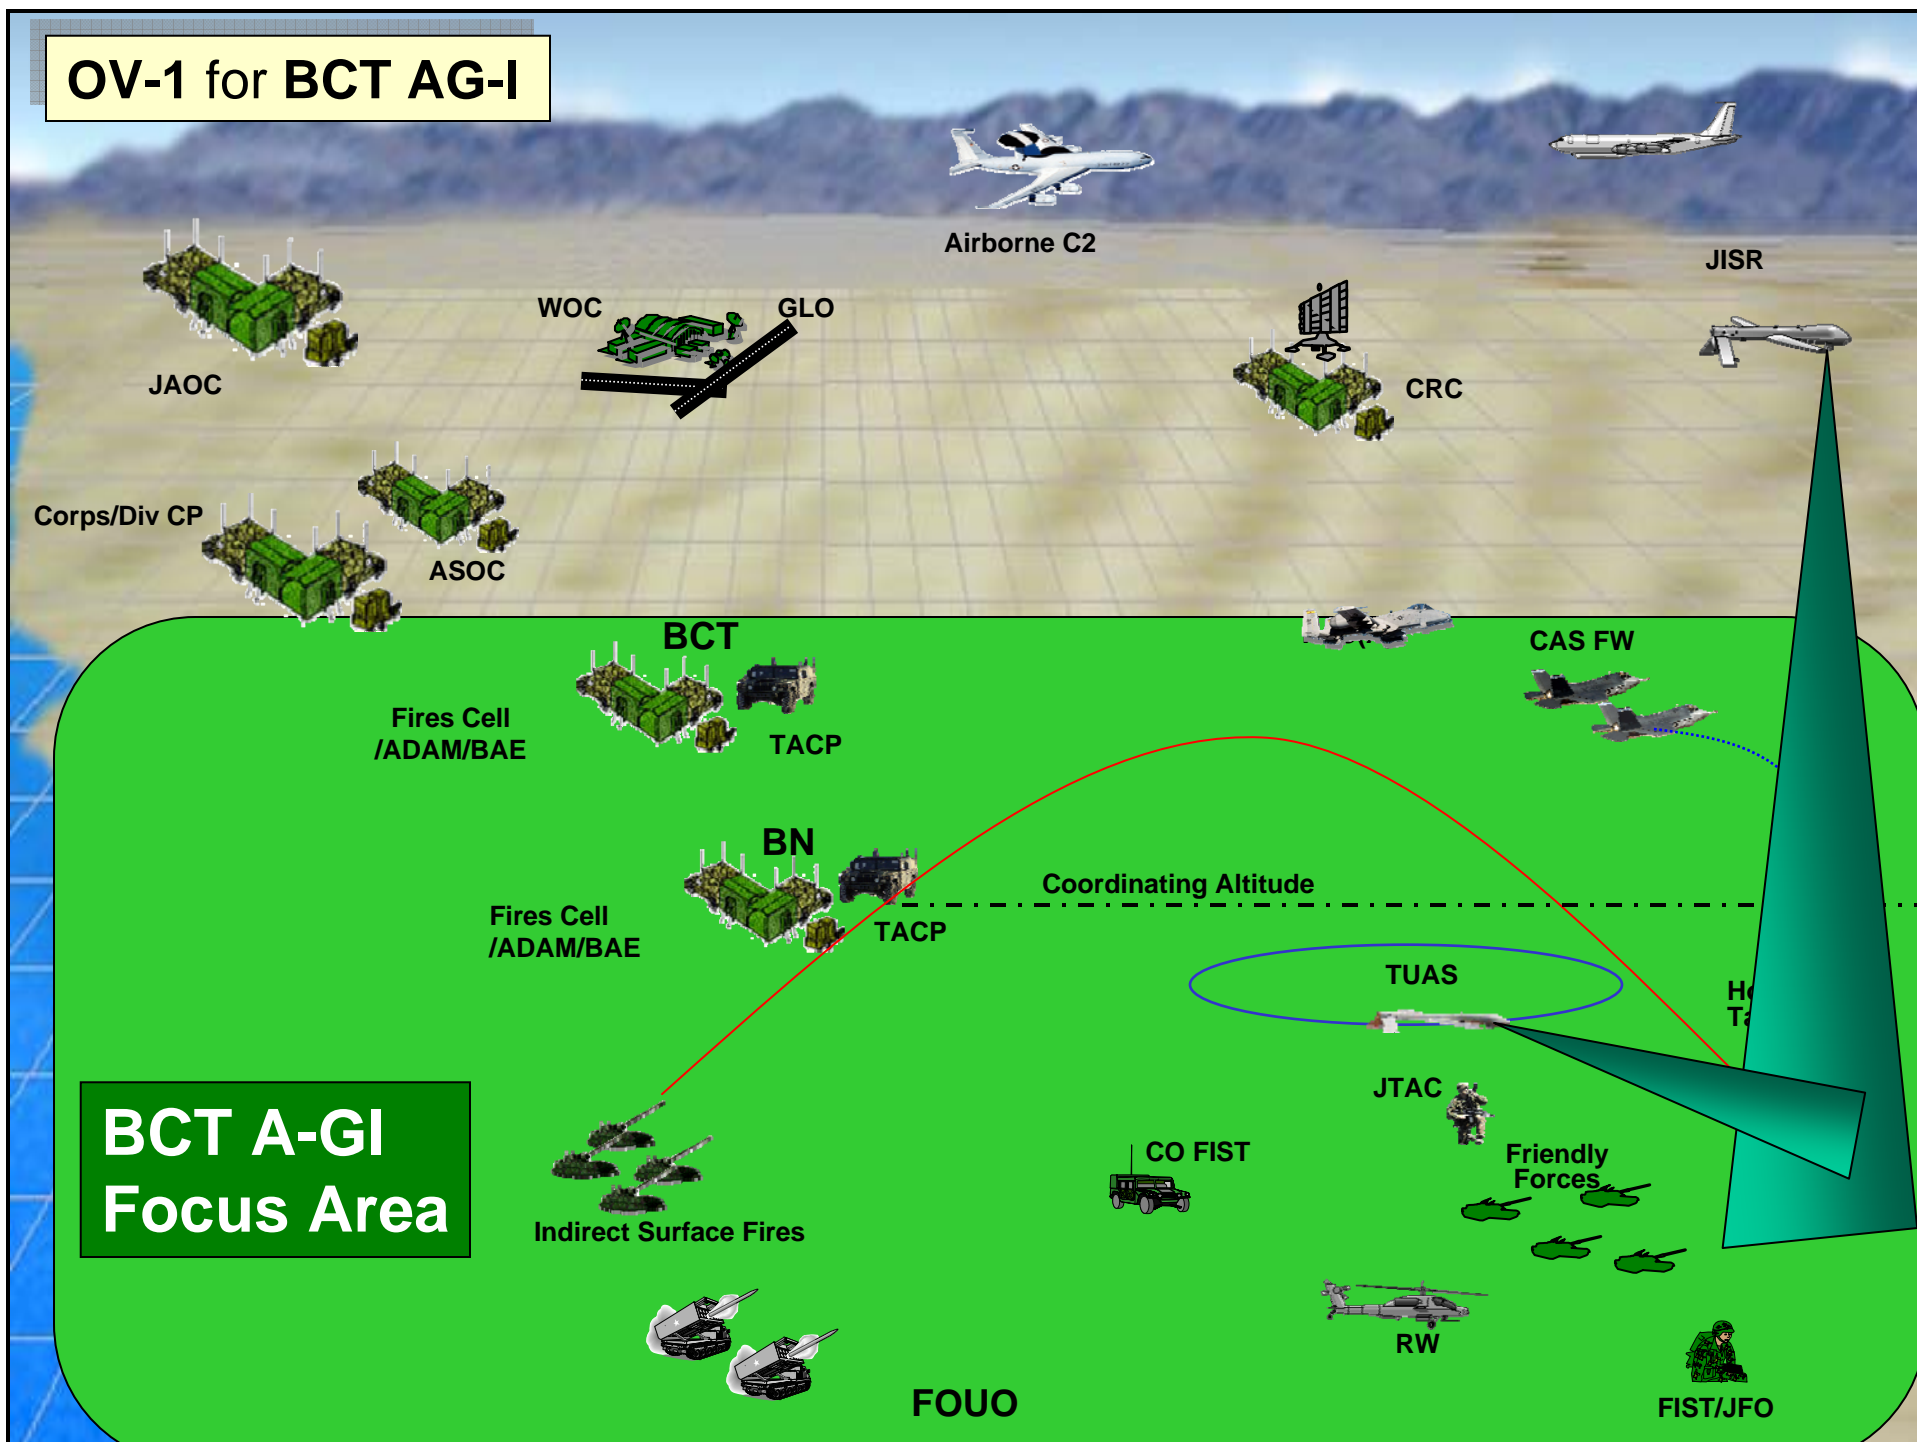 OV-1 for BCT AG-I
Airborne C2
JISR
WOC
GLO
JAOC
CRC
Corps/Div CP
ASOC
BCT
CAS FW
Fires Cell
/ADAM/BAE
TACP
BN
Coordinating Altitude
Fires Cell
/ADAM/BAE
TACP
TUAS
JTAC
BCT A-GI
Focus Area
CO FIST
Friendly
Forces
Indirect Surface Fires
RW
FOUO
FIST/JFO